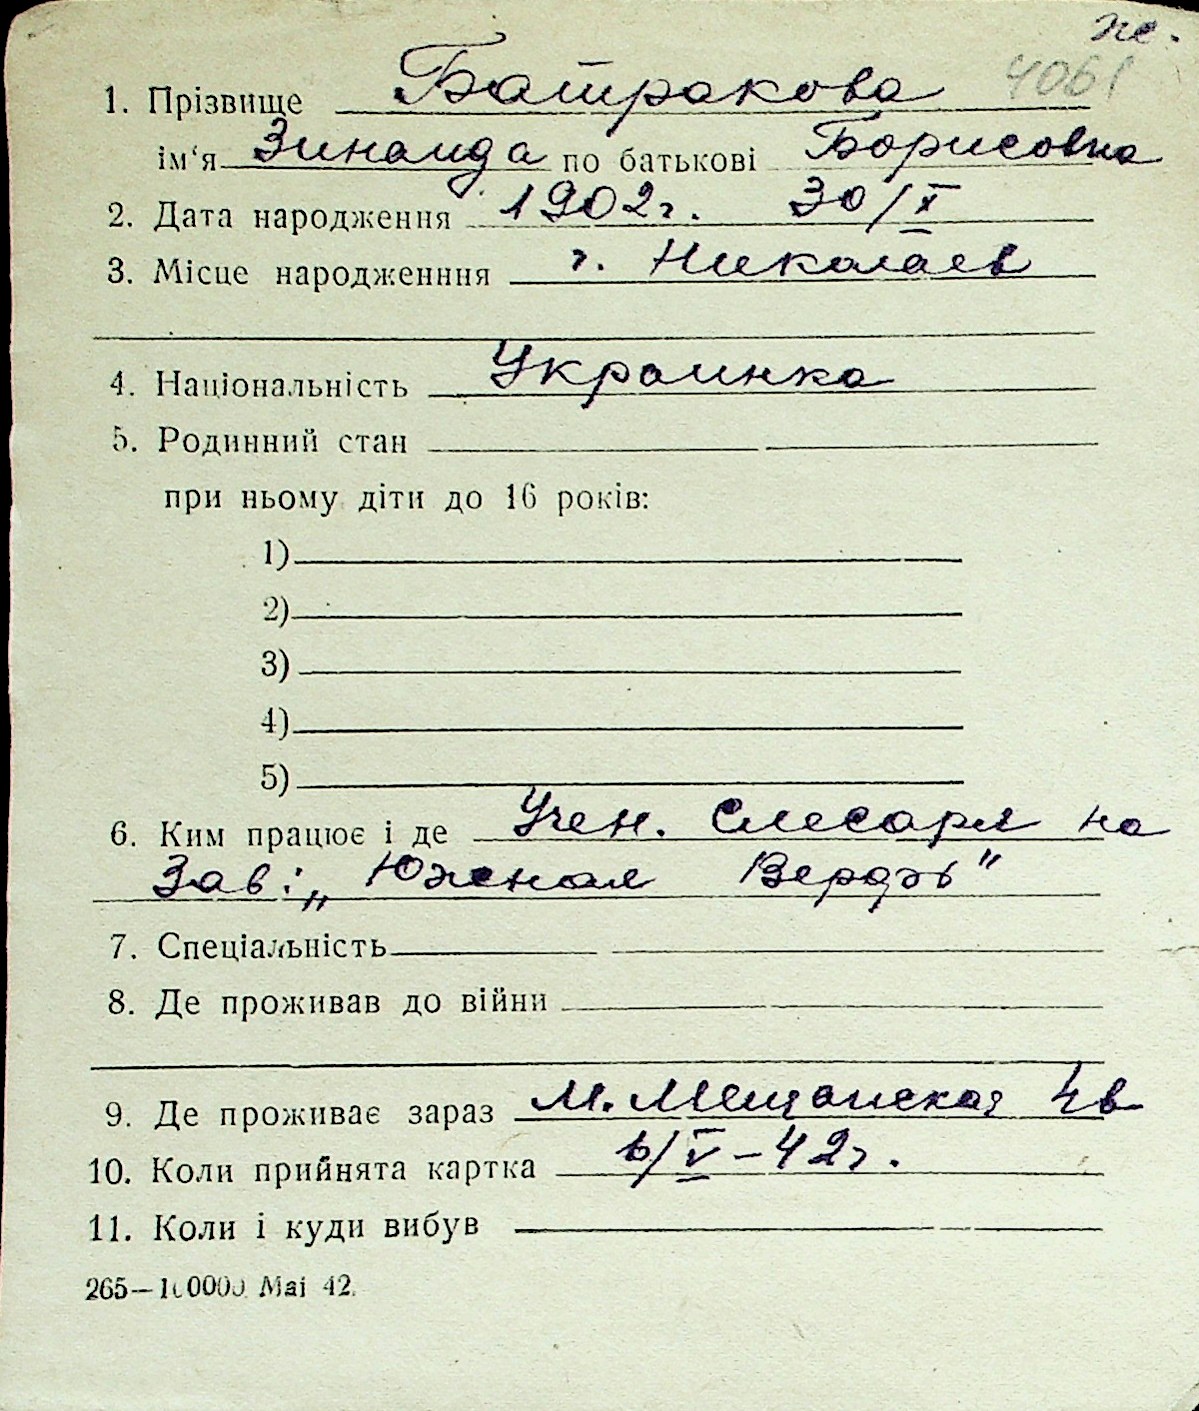 же.
4061
1. Прізвище Батракова
ім‘я Зинаида по батькові Борисовна
2. Дата народження 1902г. 30/X
3. Місце народженння г. Николаев
4. Національність Украинка
5. Родинний стан
при ньому діти до 16 років:
1)
2)
3)
4)
5)
6. Ким працює і де Учен. Слесаря на
Зав: „Южная Верфь"
7. Спеціальність
8. Де проживав до війни
9. Де проживає зараз М. Мещанская 4в
10. Коли прийнята картка 6/V-42г.
11. Коли і куди вибув
265—10000 Mai 42.